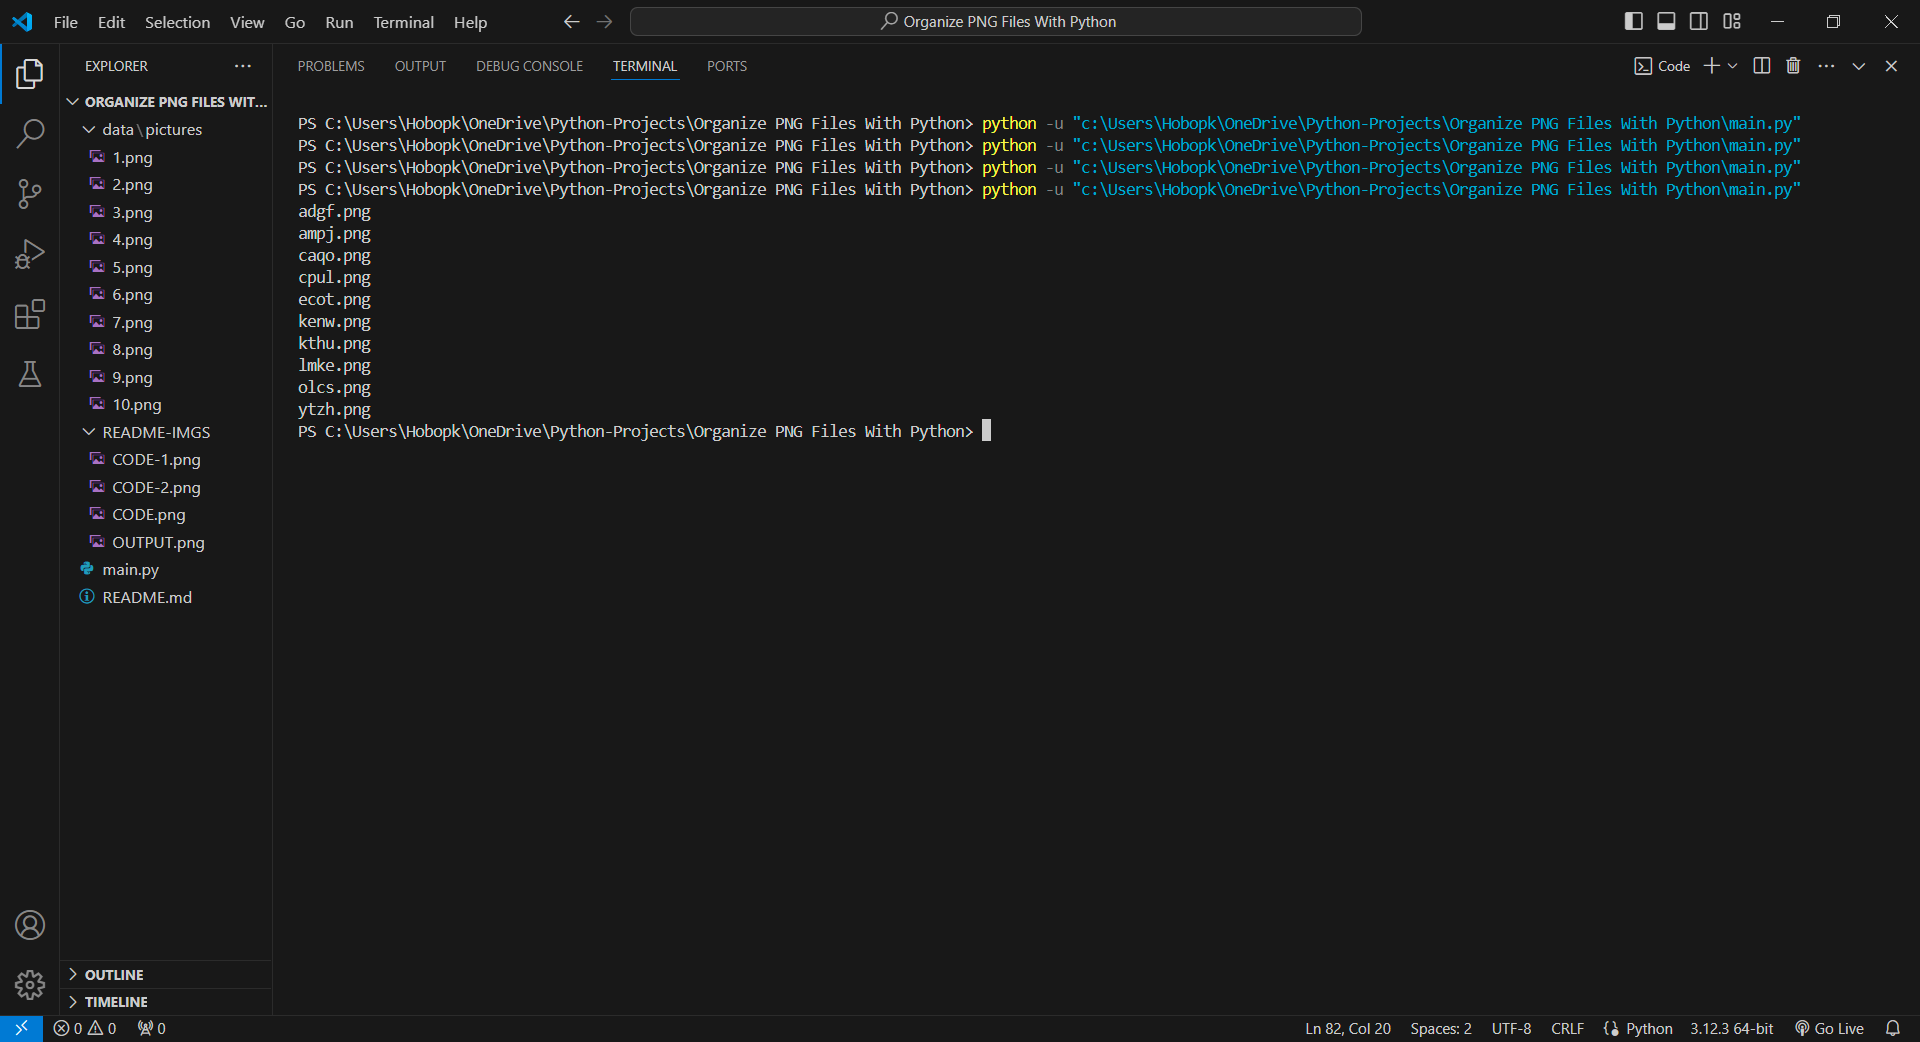 File Edit Selection View Go Run Terminal Help
Organize PNG Files With Python
EXPLORER
ORGANIZE PNG FILES WIT...
data\pictures
1.png
2.png
3.png
4.png
5.png
6.png
7.png
8.png
9.png
10.png
README-IMGS
CODE-1.png
CODE-2.png
CODE.png
OUTPUT.png
main.py
README.md
OUTLINE
TIMELINE
PROBLEMS OUTPUT DEBUG CONSOLE TERMINAL PORTS
Code
PS C:\Users\Hobopk\OneDrive\Python-Projects\Organize PNG Files With Python> python -u "c:\Users\Hobopk\OneDrive\Python-Projects\Organize PNG Files With Python\main.py"
PS C:\Users\Hobopk\OneDrive\Python-Projects\Organize PNG Files With Python> python -u "c:\Users\Hobopk\OneDrive\Python-Projects\Organize PNG Files With Python\main.py"
PS C:\Users\Hobopk\OneDrive\Python-Projects\Organize PNG Files With Python> python -u "c:\Users\Hobopk\OneDrive\Python-Projects\Organize PNG Files With Python\main.py"
PS C:\Users\Hobopk\OneDrive\Python-Projects\Organize PNG Files With Python> python -u "c:\Users\Hobopk\OneDrive\Python-Projects\Organize PNG Files With Python\main.py"
adgf.png
ampj.png
caqo.png
cpul.png
ecot.png
kenw.png
kthu.png
lmke.png
olcs.png
ytzh.png
PS C:\Users\Hobopk\OneDrive\Python-Projects\Organize PNG Files With Python>
0 0 0
Ln 82, Col 20 Spaces: 2 UTF-8 CRLF Python 3.12.3 64-bit Go Live